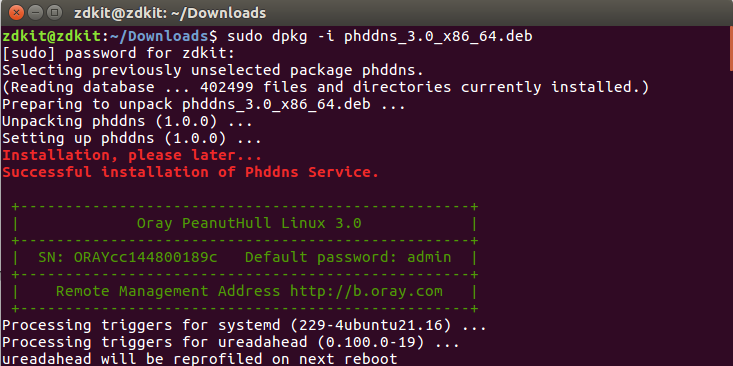 zdkit@zdkit: ~/Downloads
zdkit@zdkit:~/Downloads$ sudo dpkg -i phddns_3.0_x86_64.deb
[sudo] password for zdkit:
Selecting previously unselected package phddns.
(Reading database ... 402499 files and directories currently installed.)
Preparing to unpack phddns_3.0_x86_64.deb ...
Unpacking phddns (1.0.0) ...
Setting up phddns (1.0.0) ...
Installation, please later...
Successful installation of Phddns Service.
+--------------------------------------------------+
| Oray PeanutHull Linux 3.0 |
+--------------------------------------------------+
| SN: ORAYcc144800189c Default password: admin |
+--------------------------------------------------+
| Remote Management Address http://b.oray.com |
+--------------------------------------------------+
Processing triggers for systemd (229-4ubuntu21.16) ...
Processing triggers for ureadahead (0.100.0-19) ...
ureadahead will be reprofiled on next reboot